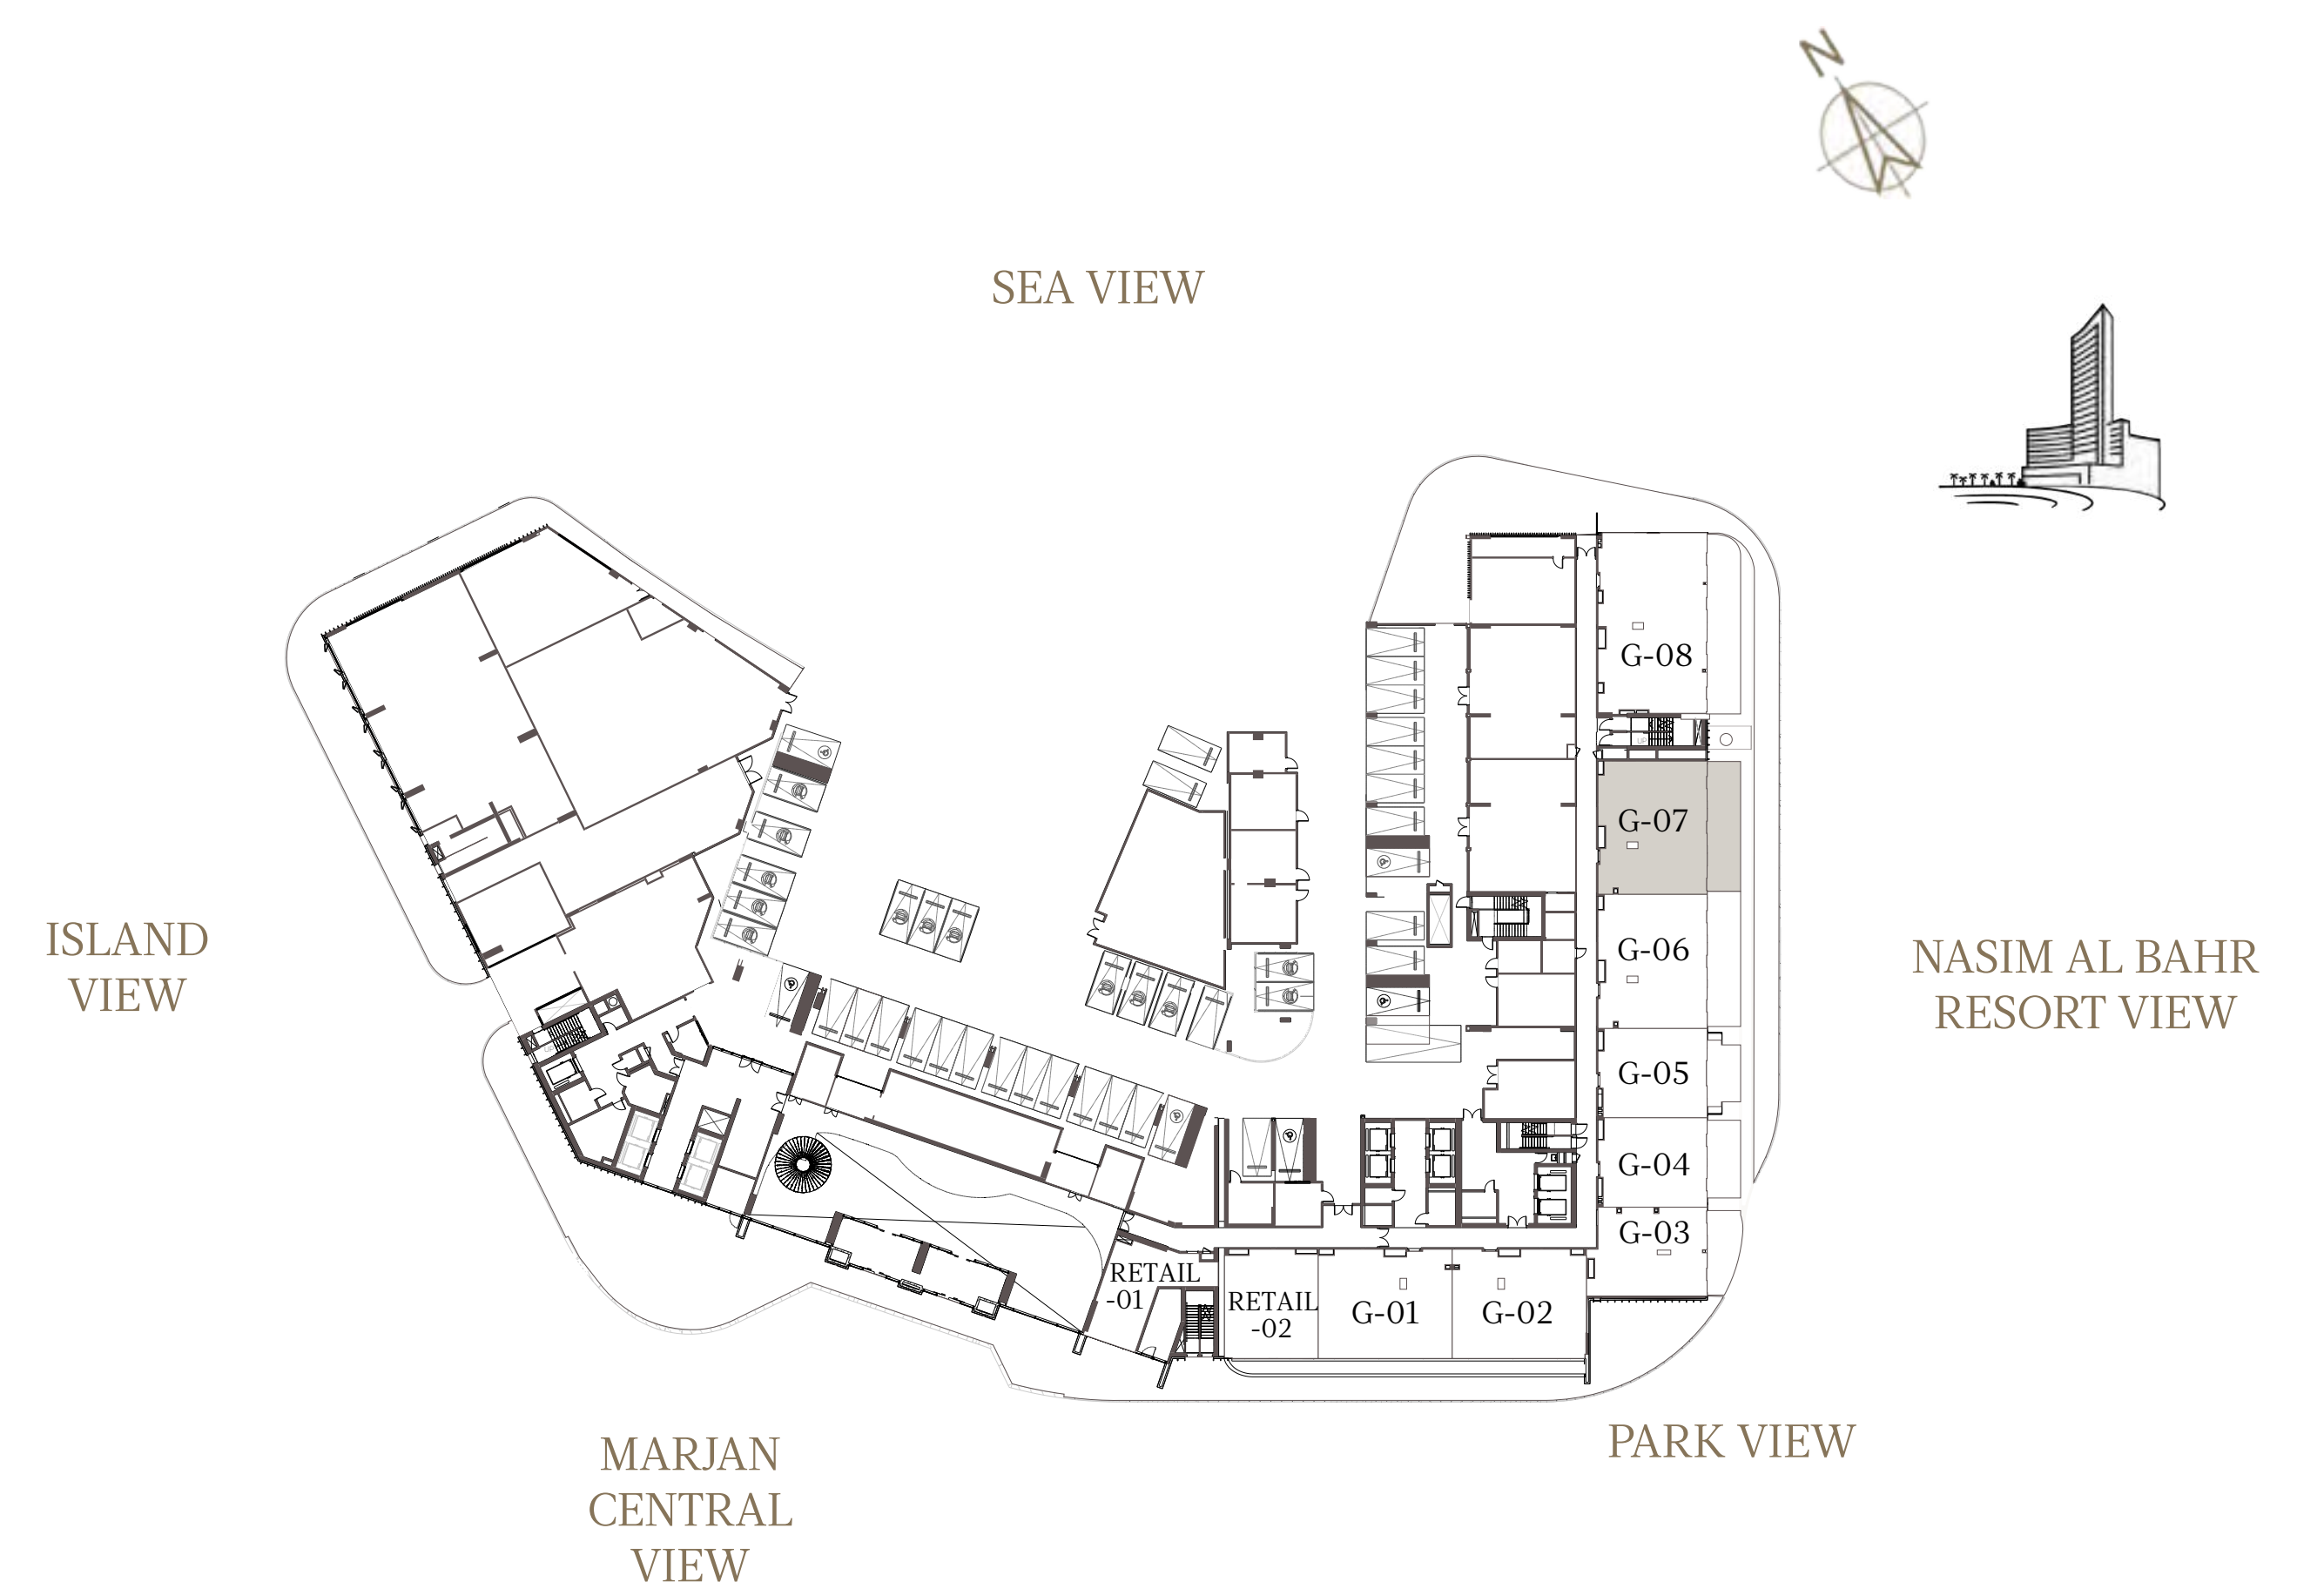 N
SEA VIEW
G-08
G-07
ISLAND
VIEW
G-06
NASIM AL BAHR
RESORT VIEW
G-05
G-04
G-03
RETAIL
-01
RETAIL
-02
G-01
G-02
PARK VIEW
MARJAN
CENTRAL
VIEW